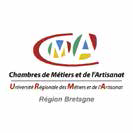 CMA
Chambres de Métiers et de l'Artisanat
Université Régionale des Métiers et de l'Artisanat
Région Bretagne